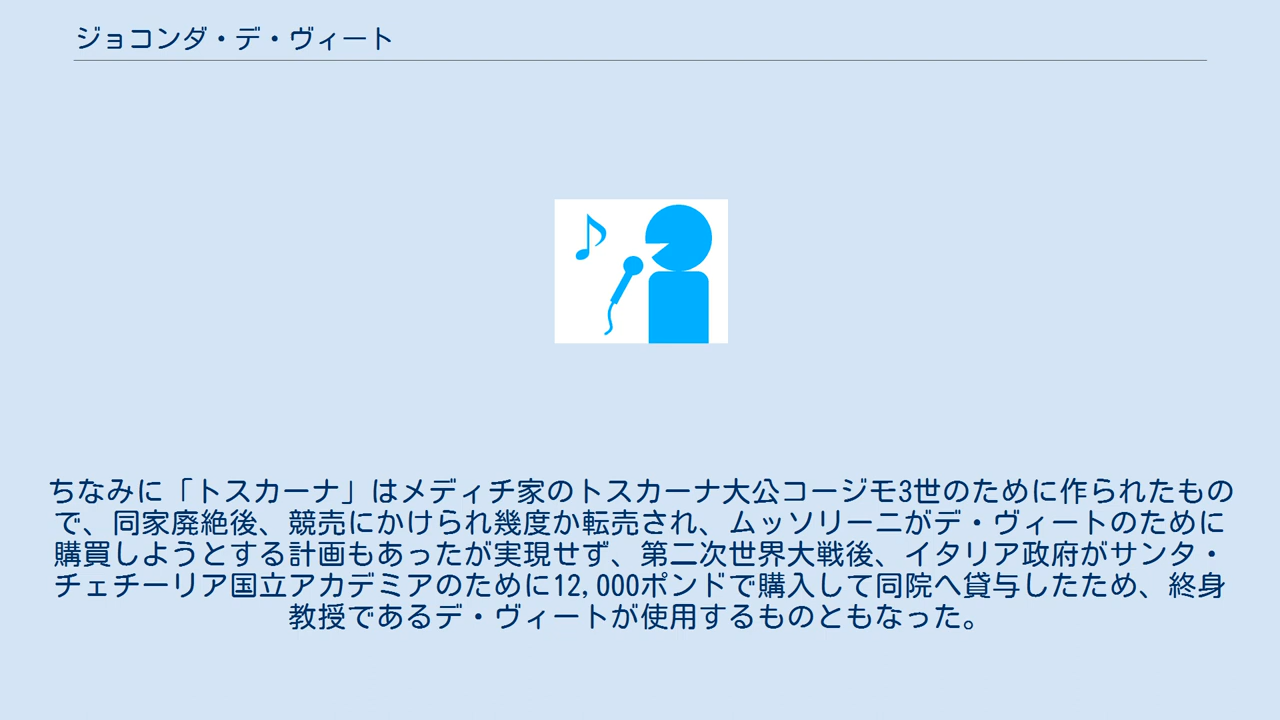 ジョコンダ・デ・ヴィート
ちなみに「トスカーナ」はメディチ家のトスカーナ大公コージモ3世のために作られたもの
で、同家廃絶後、競売にかけられ幾度か転売され、ムッソリーニがデ・ヴィートのために
購買しようとする計画もあったが実現せず、第二次世界大戦後、イタリア政府がサンタ・
チェチーリア国立アカデミアのために12,000ポンドで購入して同院へ貸与したため、終身
教授であるデ・ヴィートが使用するものともなった。